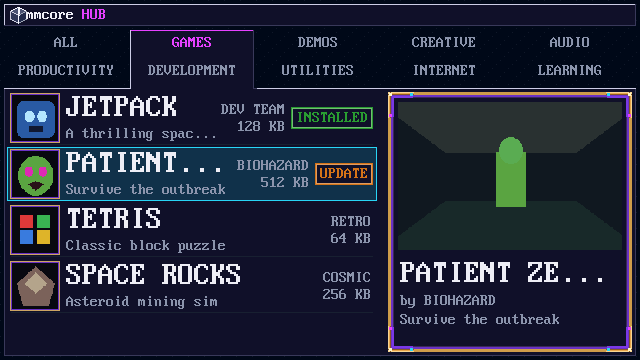 mmcore HUB
ALL GAMES DEMOS CREATIVE AUDIO
PRODUCTIVITY DEVELOPMENT UTILITIES INTERNET LEARNING
JETPACK
DEV TEAM
128 KB
INSTALLED
A thrilling spac...
PATIENT...
BIOHAZARD
512 KB
UPDATE
Survive the outbreak
TETRIS
RETRO
64 KB
Classic block puzzle
SPACE ROCKS
COSMIC
256 KB
Asteroid mining sim
PATIENT ZE...
by BIOHAZARD
Survive the outbreak